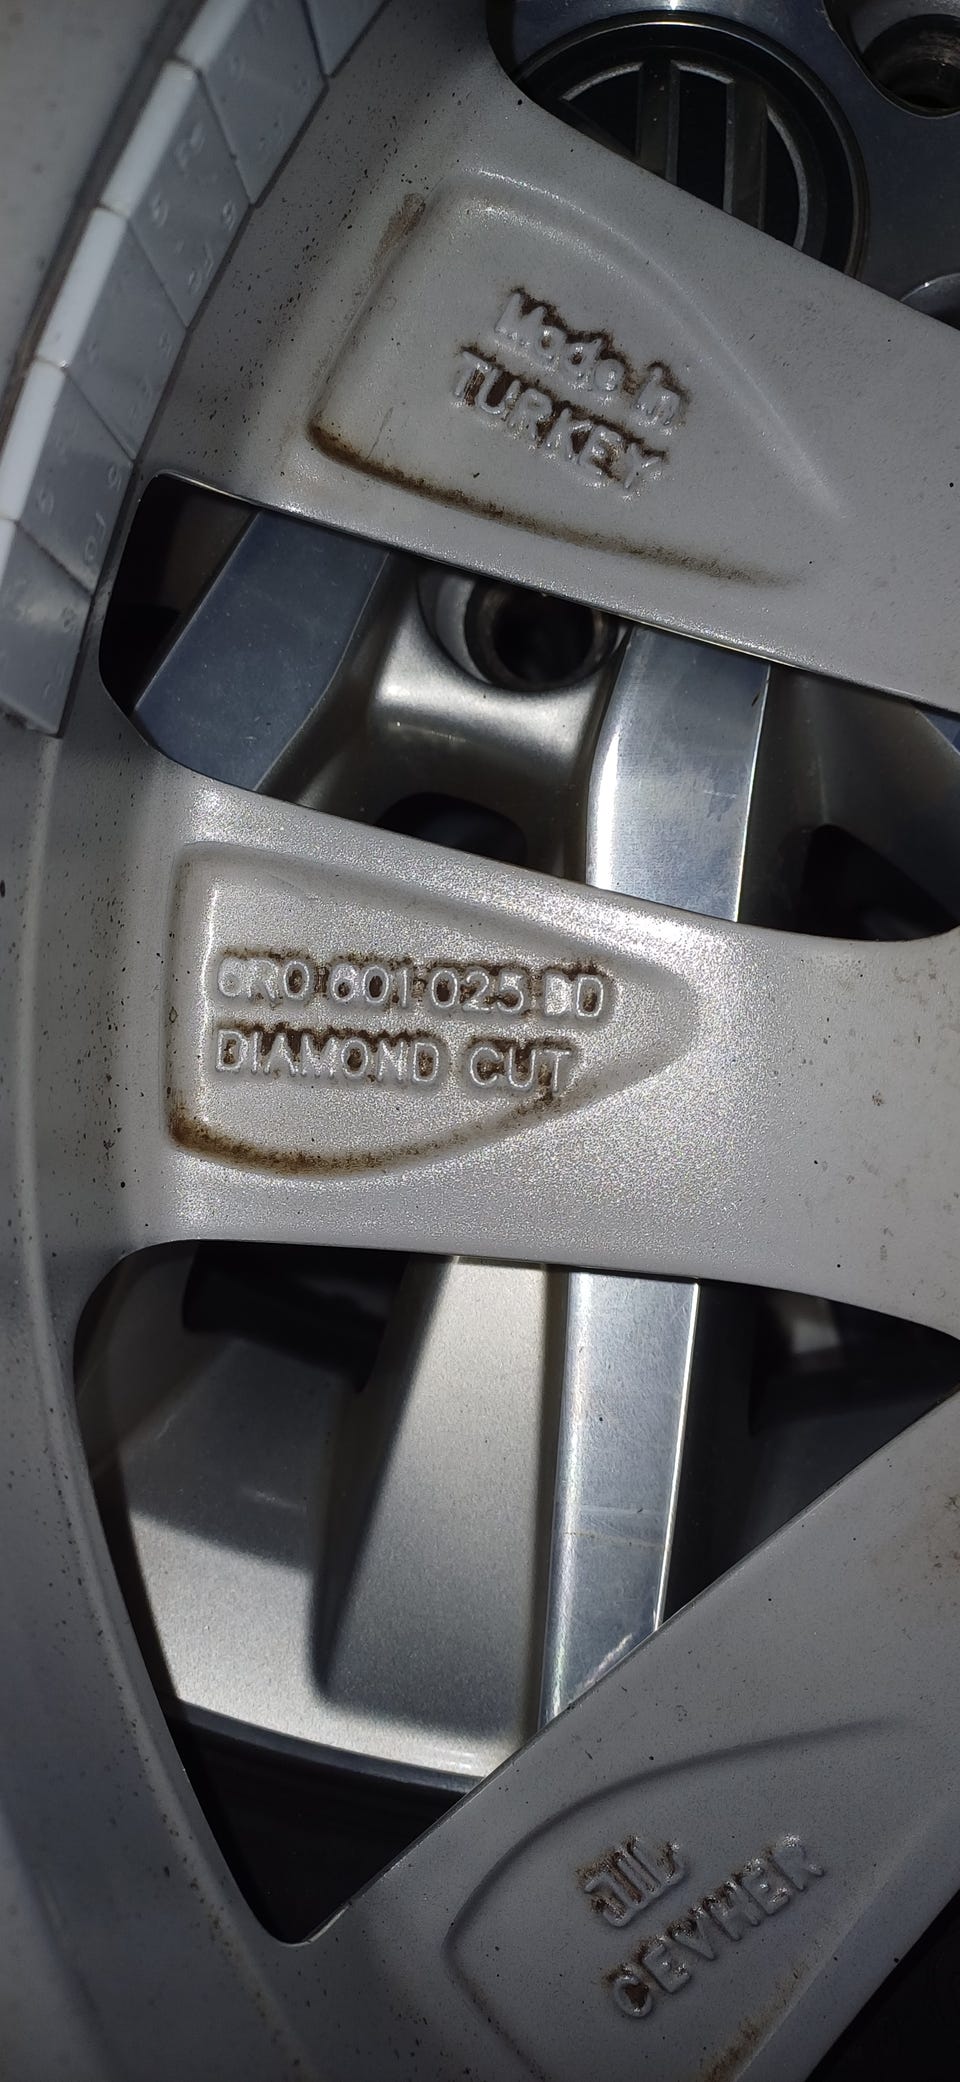 Made in
TURKEY
6R0 601 025 BD
DIAMOND CUT
CEVHER